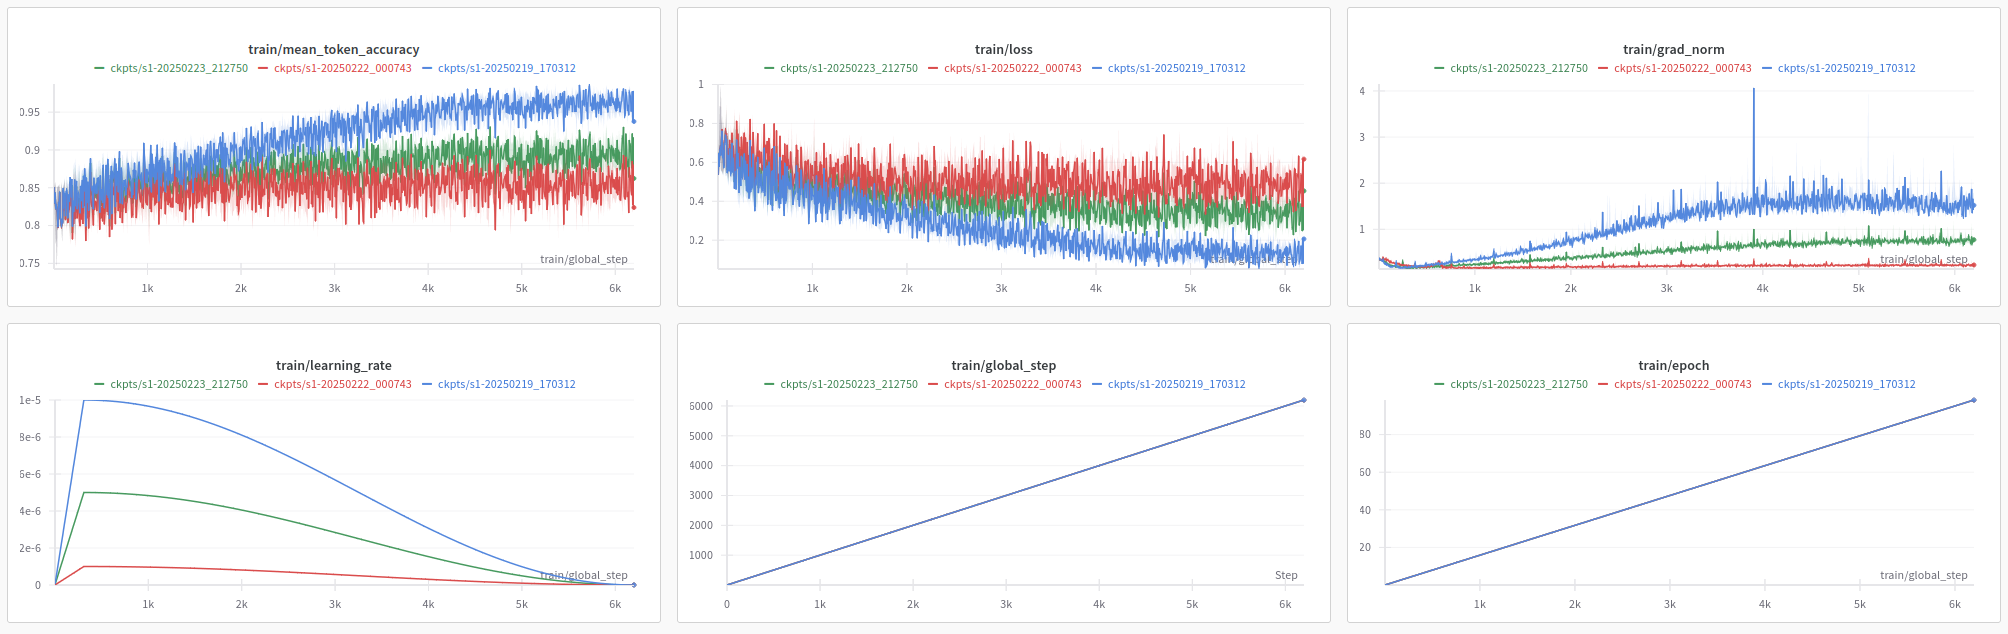 train/mean_token_accuracy
ckpts/s1-20250223_212750 ckpts/s1-20250222_000743 ckpts/s1-20250219_170312
0.95
0.9
0.85
0.8
0.75
train/global_step
1k 2k 3k 4k 5k 6k
train/loss
ckpts/s1-20250223_212750 ckpts/s1-20250222_000743 ckpts/s1-20250219_170312
1
0.8
0.6
0.4
0.2
train/global_step
1k 2k 3k 4k 5k 6k
train/grad_norm
ckpts/s1-20250223_212750 ckpts/s1-20250222_000743 ckpts/s1-20250219_170312
4
3
2
1
train/global_step
1k 2k 3k 4k 5k 6k
train/learning_rate
ckpts/s1-20250223_212750 ckpts/s1-20250222_000743 ckpts/s1-20250219_170312
1e-5
8e-6
6e-6
4e-6
2e-6
0
train/global_step
1k 2k 3k 4k 5k 6k
train/global_step
ckpts/s1-20250223_212750 ckpts/s1-20250222_000743 ckpts/s1-20250219_170312
6000
5000
4000
3000
2000
1000
Step
0 1k 2k 3k 4k 5k 6k
train/epoch
ckpts/s1-20250223_212750 ckpts/s1-20250222_000743 ckpts/s1-20250219_170312
80
60
40
20
train/global_step
1k 2k 3k 4k 5k 6k